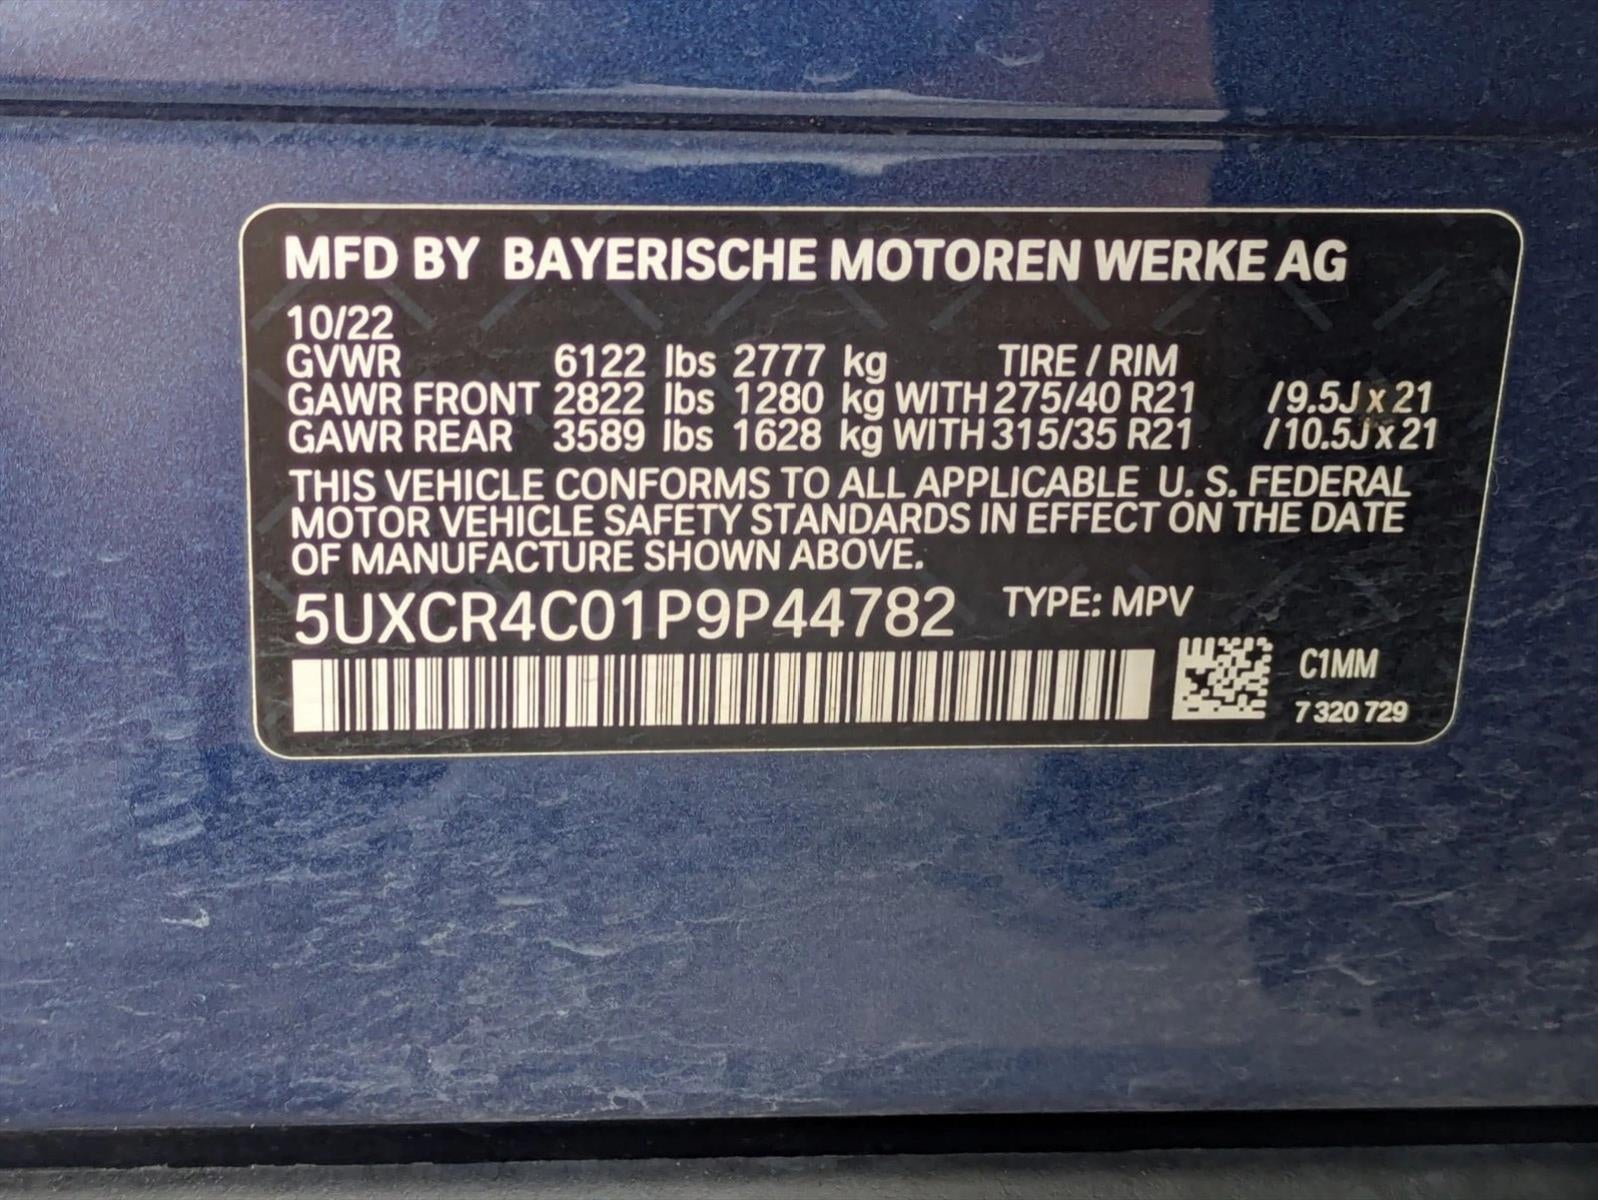 MFD BY BAYERISCHE MOTOREN WERKE AG
10/22
GVWR 6122 lbs 2777 kg TIRE / RIM
GAWR FRONT 2822 lbs 1280 kg WITH 275/40 R21 /9.5J x 21
GAWR REAR 3589 lbs 1628 kg WITH 315/35 R21 /10.5J x 21
THIS VEHICLE CONFORMS TO ALL APPLICABLE U. S. FEDERAL
MOTOR VEHICLE SAFETY STANDARDS IN EFFECT ON THE DATE
OF MANUFACTURE SHOWN ABOVE.
5UXCR4C01P9P44782 TYPE: MPV
C1MM
7 320 729